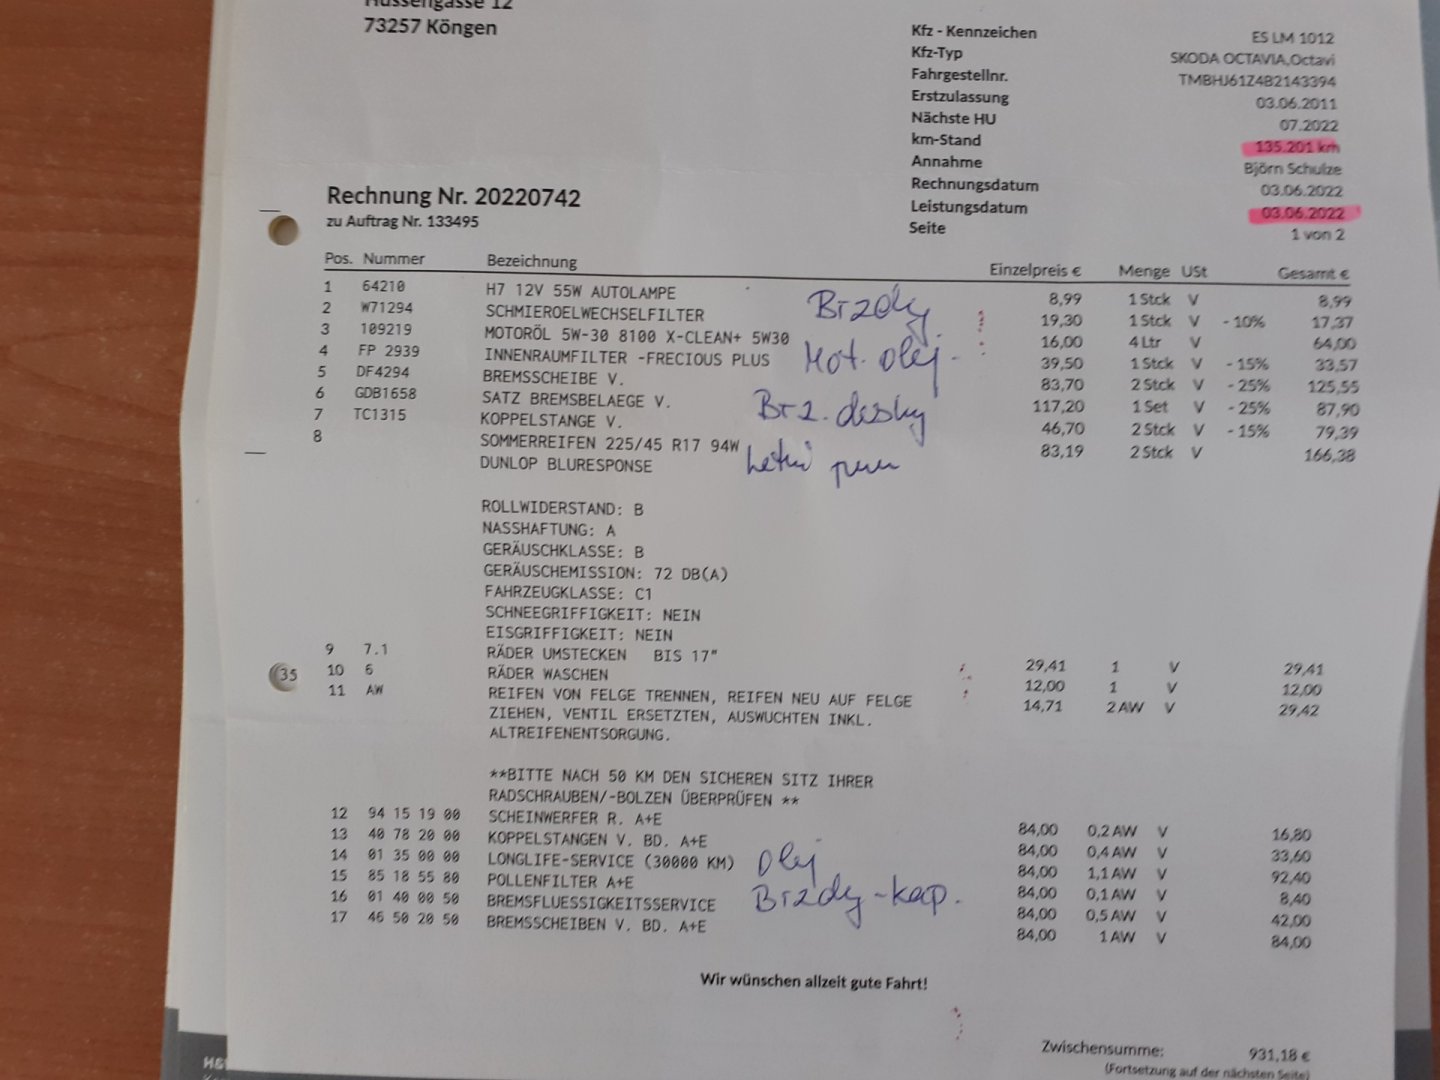 Hussengasse 12
73257 Köngen
Kfz - Kennzeichen ES LM 1012
Kfz-Typ SKODA OCTAVIA,Octavi
Fahrgestellnr. TMBHJ61Z4B2143394
Erstzulassung 03.06.2011
Nächste HU 07.2022
km-Stand 135.201 km
Annahme Björn Schulze
Rechnungsdatum 03.06.2022
Leistungsdatum 03.06.2022
Seite 1 von 2
Rechnung Nr. 20220742
zu Auftrag Nr. 133495
Pos. Nummer Bezeichnung Einzelpreis € Menge USt Gesamt €
1 64210 H7 12V 55W AUTOLAMPE 8,99 1 Stck V 8,99
2 W71294 SCHMIEROELWECHSELFILTER Brzdy 19,30 1 Stck V - 10% 17,37
3 109219 MOTORÖL 5W-30 8100 X-CLEAN+ 5W30 16,00 4 Ltr V 64,00
4 FP 2939 INNENRAUMFILTER -FRECIOUS PLUS Mot. olej. 39,50 1 Stck V - 15% 33,57
5 DF4294 BREMSSCHEIBE V. 83,70 2 Stck V - 25% 125,55
6 GDB1658 SATZ BREMSBELAEGE V. Brz. desky 117,20 1 Set V - 25% 87,90
7 TC1315 KOPPELSTANGE V. 46,70 2 Stck V - 15% 79,39
8 SOMMERREIFEN 225/45 R17 94W 83,19 2 Stck V 166,38
DUNLOP BLURESPONSE Letní
ROLLWIDERSTAND: B
NASSHAFTUNG: A
GERÄUSCHKLASSE: B
GERÄUSCHEMISSION: 72 DB(A)
FAHRZEUGKLASSE: C1
SCHNEEGRIFFIGKEIT: NEIN
EISGRIFFIGKEIT: NEIN
9 7.1 RÄDER UMSTECKEN BIS 17" 29,41 1 V 29,41
35
10 6 RÄDER WASCHEN 12,00 1 V 12,00
11 AW REIFEN VON FELGE TRENNEN, REIFEN NEU AUF FELGE 14,71 2 AW V 29,42
ZIEHEN, VENTIL ERSETZTEN, AUSWUCHTEN INKL.
ALTREIFENENTSORGUNG.
**BITTE NACH 50 KM DEN SICHEREN SITZ IHRER
RADSCHRAUBEN/-BOLZEN ÜBERPRÜFEN **
12 94 15 19 00 SCHEINWERFER R. A+E 84,00 0,2 AW V 16,80
13 40 78 20 00 KOPPELSTANGEN V. BD. A+E 84,00 0,4 AW V 33,60
14 01 35 00 00 LONGLIFE-SERVICE (30000 KM) Olej 84,00 1,1 AW V 92,40
15 85 18 55 80 POLLENFILTER A+E 84,00 0,1 AW V 8,40
16 01 40 00 50 BREMSFLUESSIGKEITSSERVICE Brzdy - kap. 84,00 0,5 AW V 42,00
17 46 50 20 50 BREMSSCHEIBEN V. BD. A+E 84,00 1 AW V 84,00
Wir wünschen allzeit gute Fahrt!
Zwischensumme: 931,18 €
(Fortsetzung auf der nächsten Seite)